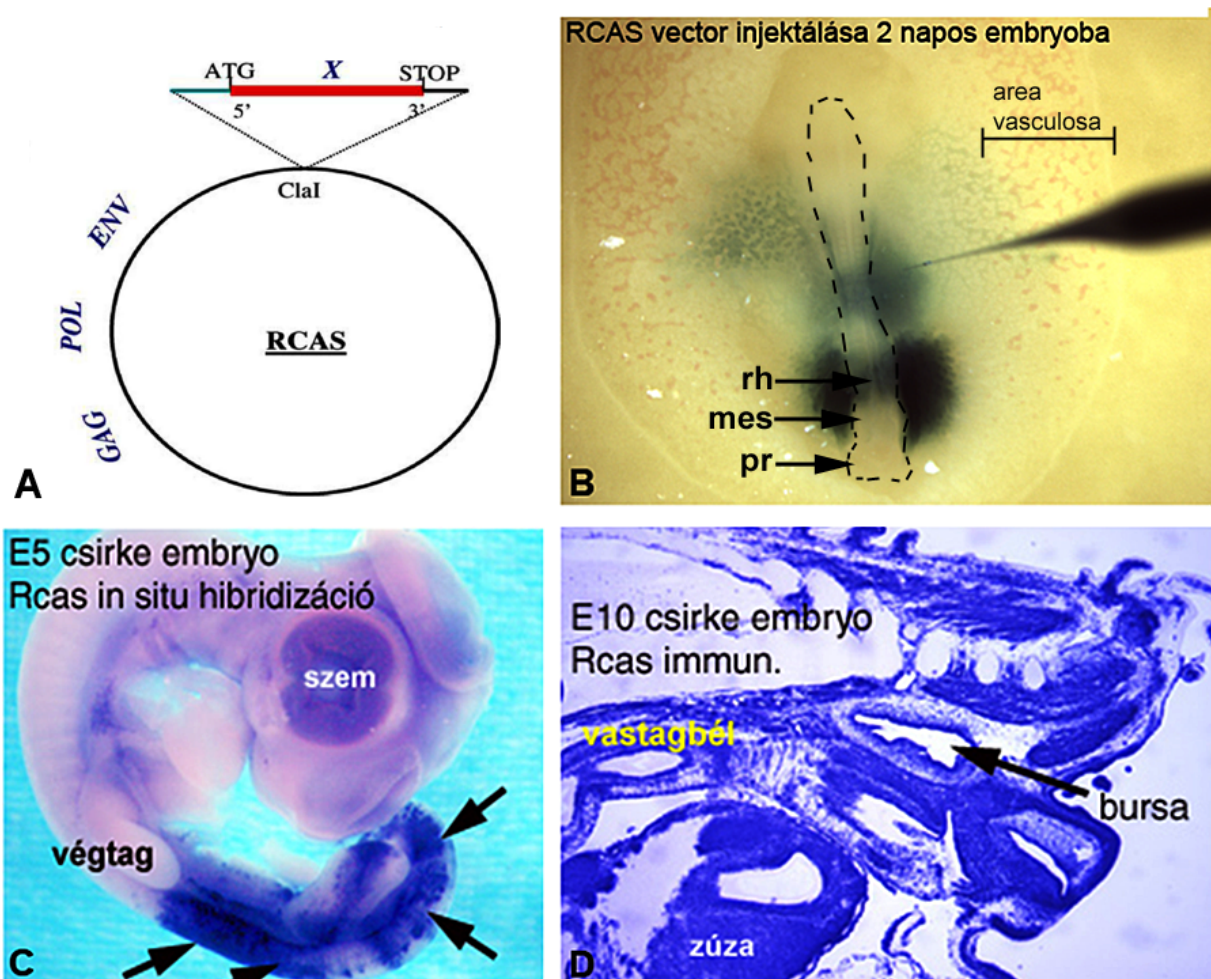 ATG X STOP
5' 3'
ClaI
ENV
POL
GAG
RCAS
A
RCAS vector injektálása 2 napos embryoba
area
vasculosa
rh
mes
pr
B
E5 csirke embryo
Rcas in situ hibridizáció
szem
végtag
C
E10 csirke embryo
Rcas immun.
vastagbél
bursa
zúza
D